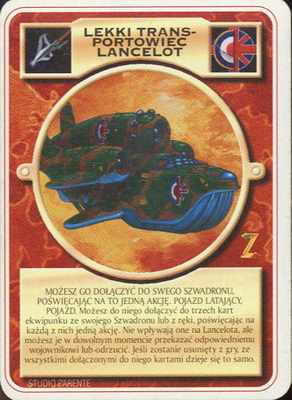 LEKKI TRANS-
PORTOWIEC
LANCELOT
MOŻESZ GO DOŁĄCZYĆ DO SWEGO SZWADRONU,
POŚWIĘCAJĄC NA TO JEDNĄ AKCJĘ. POJAZD LATAJĄCY,
POJAZD. Możesz do niego dołączyć do trzech kart
ekwipunku ze swojego Szwadronu lub z ręki, poświęcając na
każdą z nich jedną akcję. Nie wpływają one na Lancelota, ale
możesz je w dowolnym momencie przekazać odpowiedniemu
wojownikowi lub odrzucić. Jeśli zostanie usunięty z gry, ze
wszystkimi dołączonymi do niego kartami dzieje się to samo.
STUDIO PARENTE